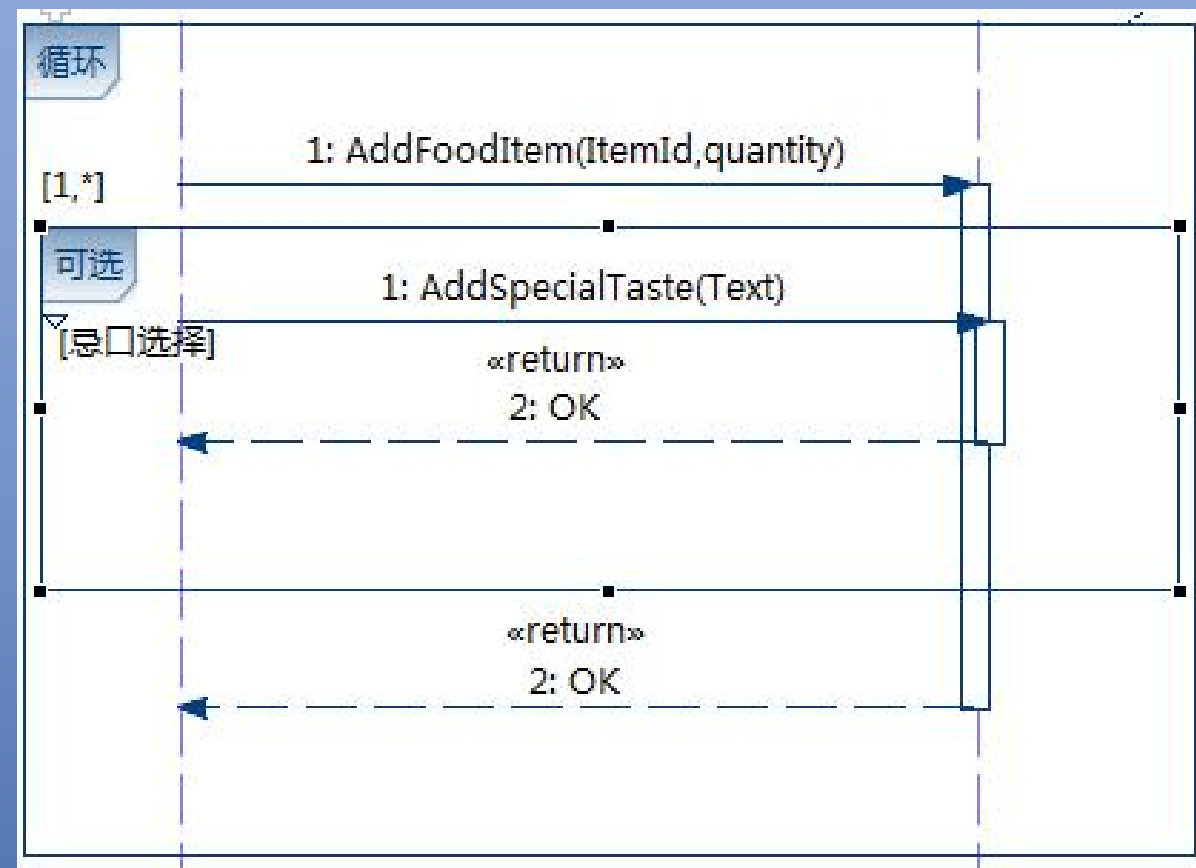 循环
1: AddFoodItem(ItemId,quantity)
[1,*]
可选
1: AddSpecialTaste(Text)
[忌口选择]
«return»
2: OK
«return»
2: OK